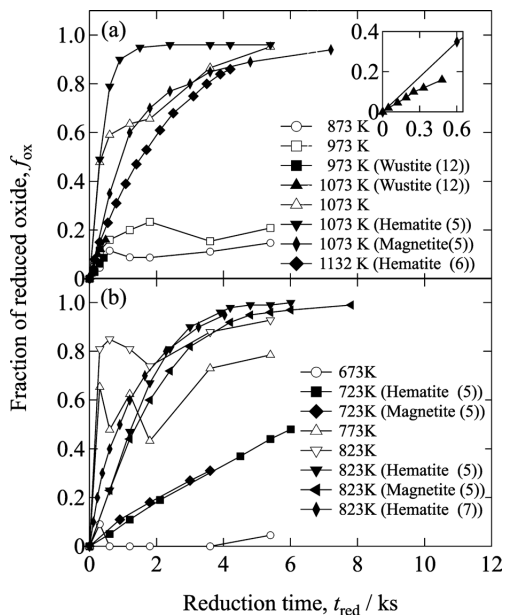 (a)
1.0
0.8
0.6
0.4
0.2
0.0
0.4
0.2
0
0
0.3
0.6
873 K
973 K
973 K (Wustite (12))
1073 K (Wustite (12))
1073 K
1073 K (Hematite (5))
1073 K (Magnetite(5))
1132 K (Hematite (6))
Fraction of reduced oxide, fox
(b)
1.0
0.8
0.6
0.4
0.2
0.0
673K
723K (Hematite (5))
723K (Magnetite (5))
773K
823K
823K (Hematite (5))
823K (Magnetite (5))
823K (Hematite (7))
0 2 4 6 8 10 12
Reduction time, tred / ks